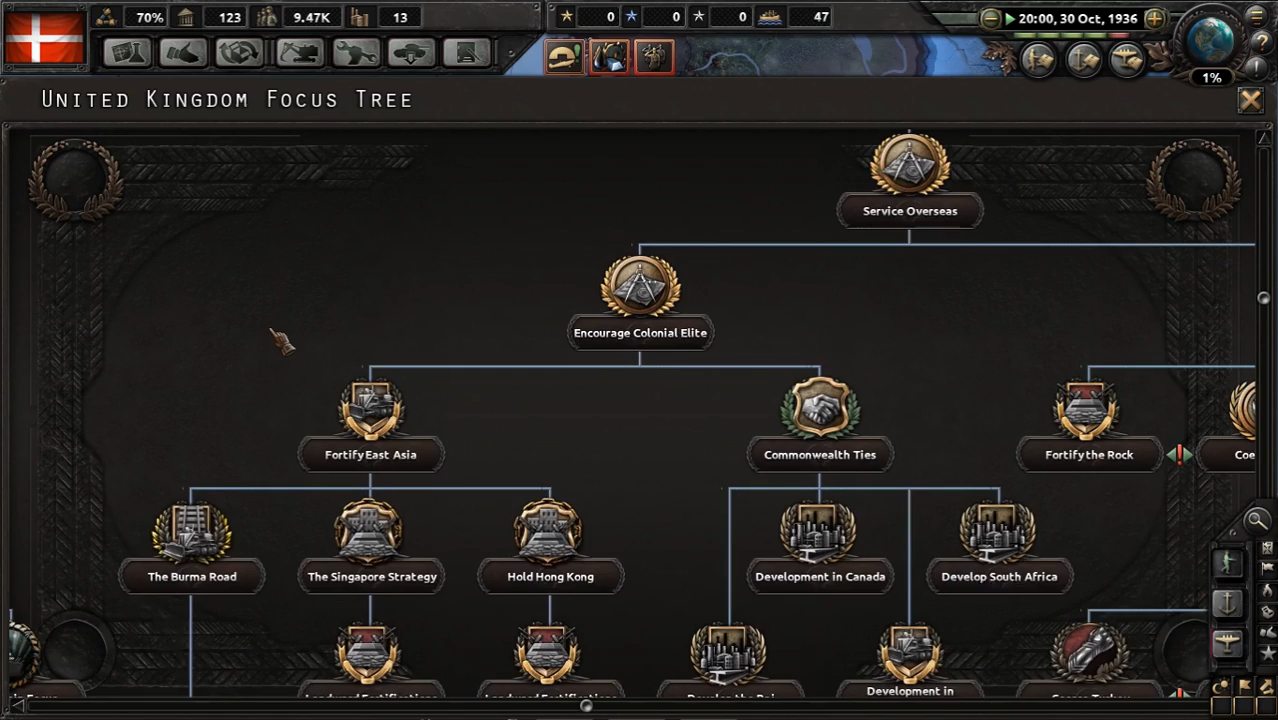 70% 123 9.47K 13 0 0 0 47 20:00, 30 Oct, 1936
1%
United Kingdom Focus Tree
Service Overseas
Encourage Colonial Elite
Fortify East Asia
Commonwealth Ties
Fortify the Rock
Coe
The Burma Road
The Singapore Strategy
Hold Hong Kong
Development in Canada
Develop South Africa
Development in